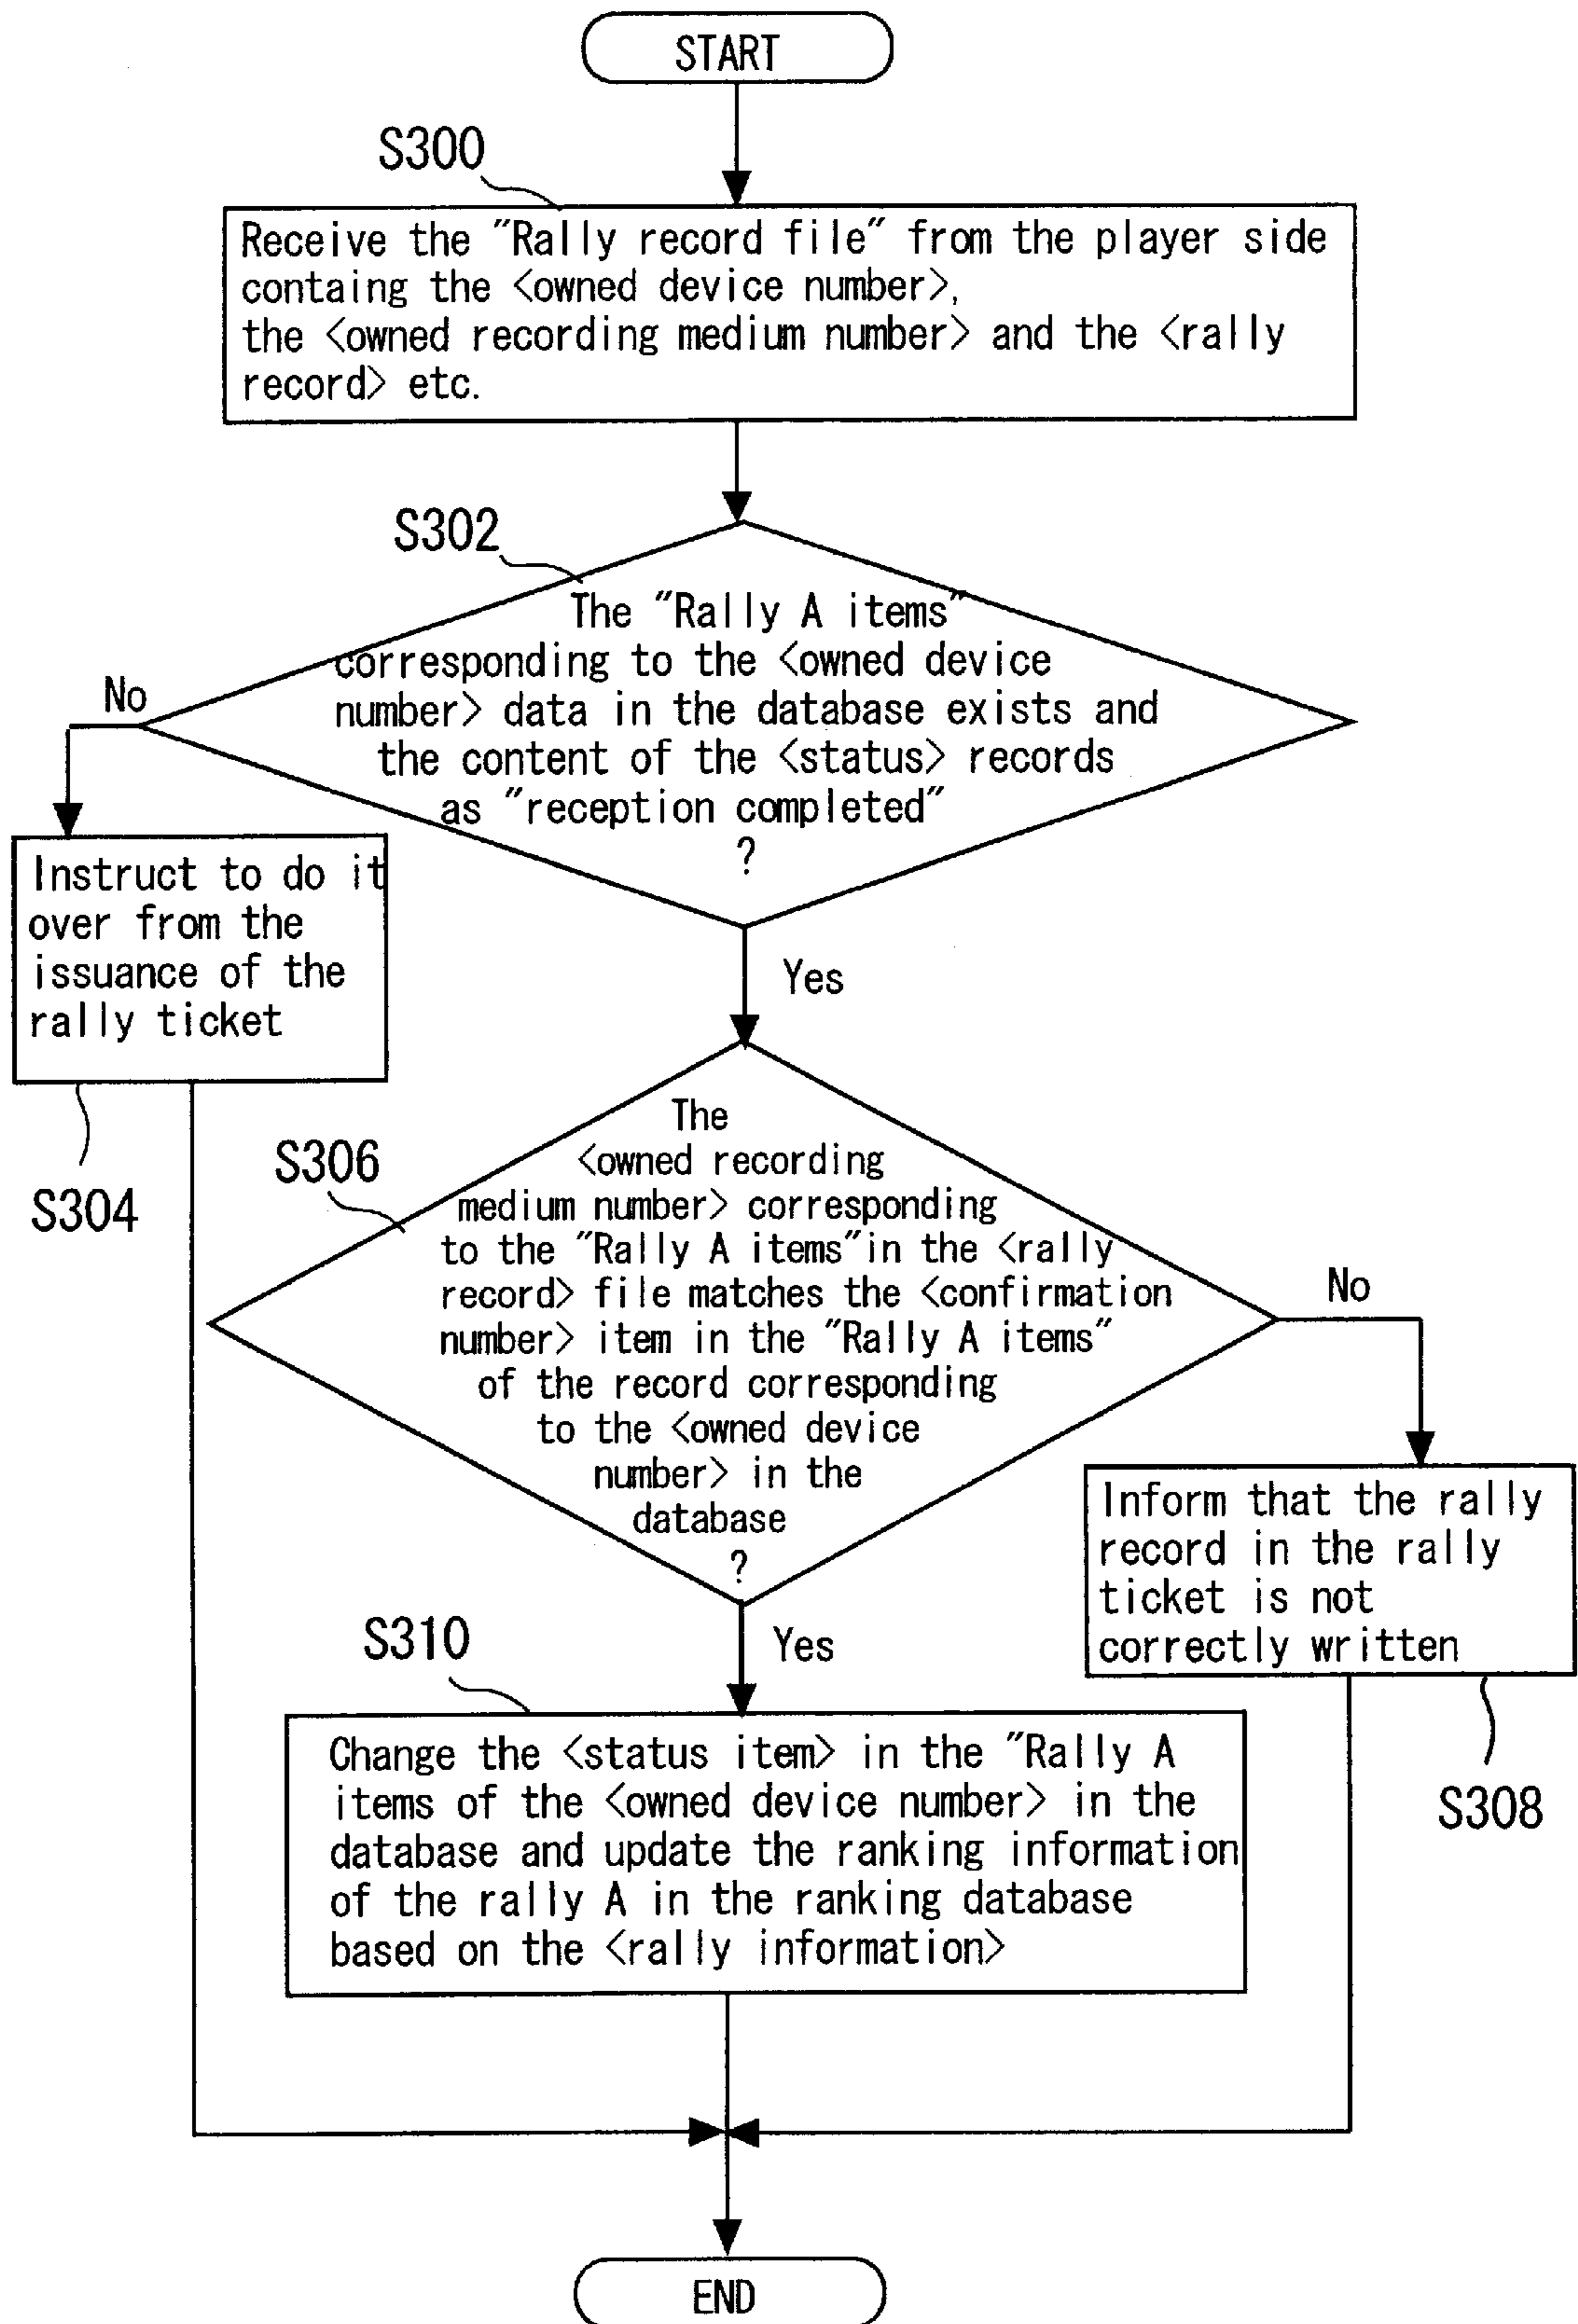 START
S300
Receive the "Rally record file" from the player side
containg the <owned device number>,
the <owned recording medium number> and the <rally
record> etc.
S302
The "Rally A items"
corresponding to the <owned device
number> data in the database exists and
the content of the <status> records
as "reception completed"
?
No
Instruct to do it
over from the
issuance of the
rally ticket
S304
Yes
S306
The
<owned recording
medium number> corresponding
to the "Rally A items"in the <rally
record> file matches the <confirmation
number> item in the "Rally A items"
of the record corresponding
to the <owned device
number> in the
database
?
No
Inform that the rally
record in the rally
ticket is not
correctly written
S308
Yes
S310
Change the <status item> in the "Rally A
items of the <owned device number> in the
database and update the ranking information
of the rally A in the ranking database
based on the <rally information>
END